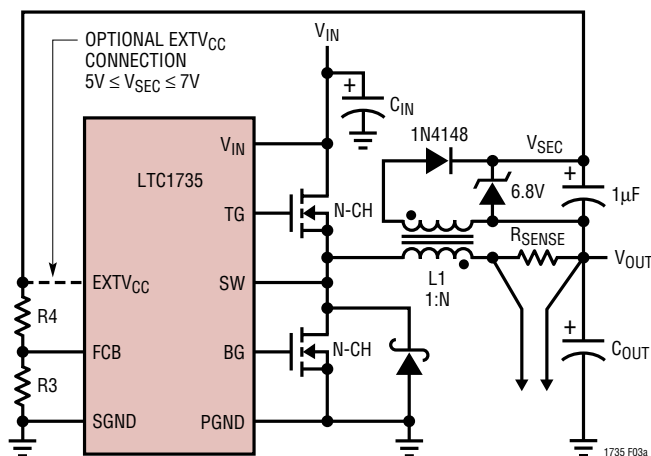 OPTIONAL EXTVCC
CONNECTION
5V ≤ VSEC ≤ 7V
VIN
+
CIN
VIN
LTC1735
TG
N-CH
1N4148
VSEC
6.8V
+
1µF
RSENSE
VOUT
L1
1:N
EXTVCC
SW
R4
FCB
BG
N-CH
+
COUT
R3
SGND
PGND
1735 F03a